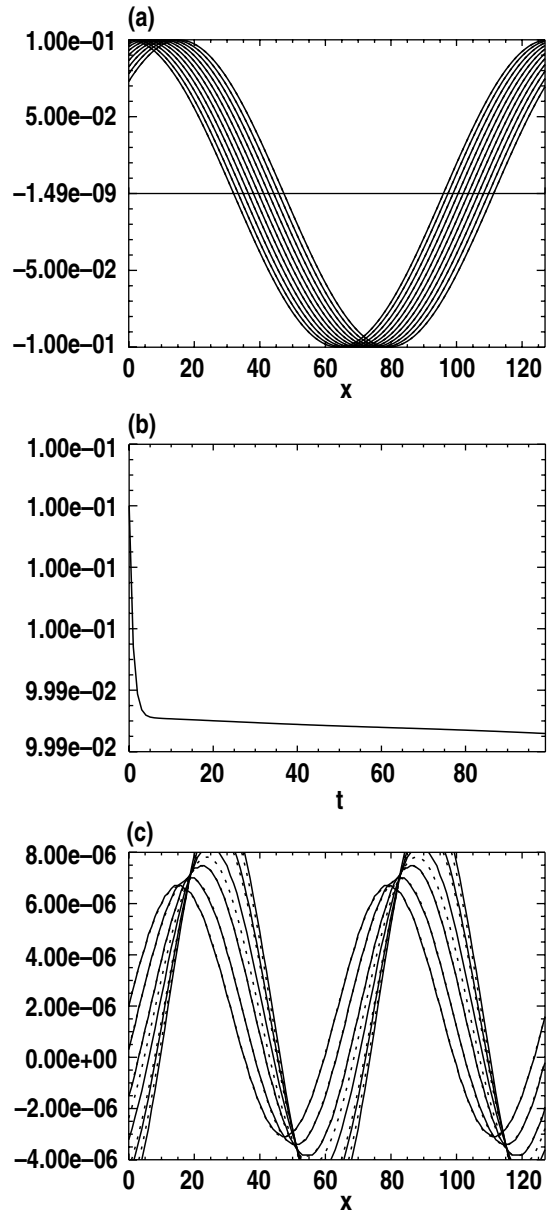 (a)
1.00e−01
5.00e−02
−1.49e−09
−5.00e−02
−1.00e−01
0 20 40 60 80 100 120
x
(b)
1.00e−01
1.00e−01
1.00e−01
1.00e−01
9.99e−02
9.99e−02
0 20 40 60 80
t
(c)
8.00e−06
6.00e−06
4.00e−06
2.00e−06
0.00e+00
−2.00e−06
−4.00e−06
0 20 40 60 80 100 120
x